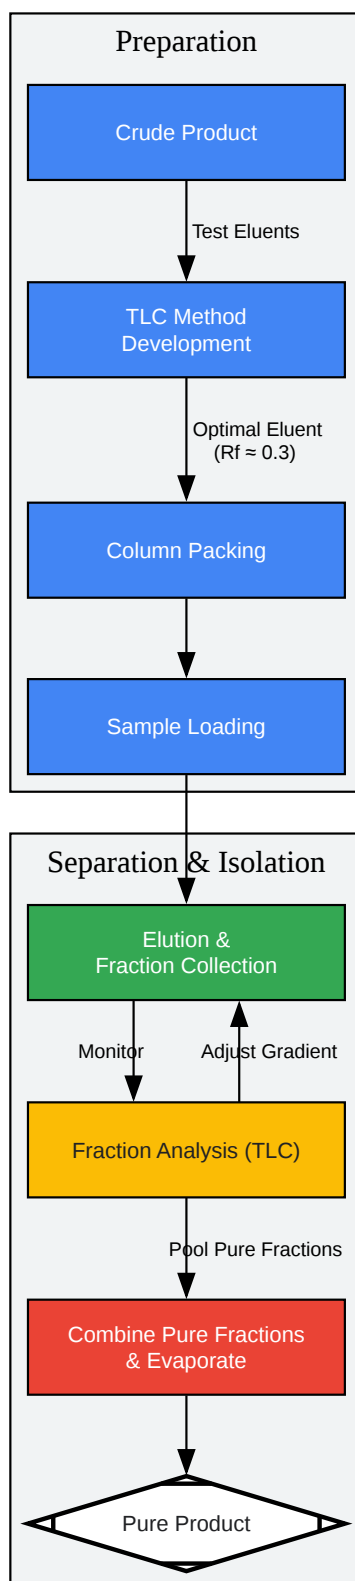 Preparation
Crude Product
Test Eluents
TLC Method
Development
Optimal Eluent
(Rf ≈ 0.3)
Column Packing
Sample Loading
Separation & Isolation
Elution &
Fraction Collection
Monitor
Adjust Gradient
Fraction Analysis (TLC)
Pool Pure Fractions
Combine Pure Fractions
& Evaporate
Pure Product